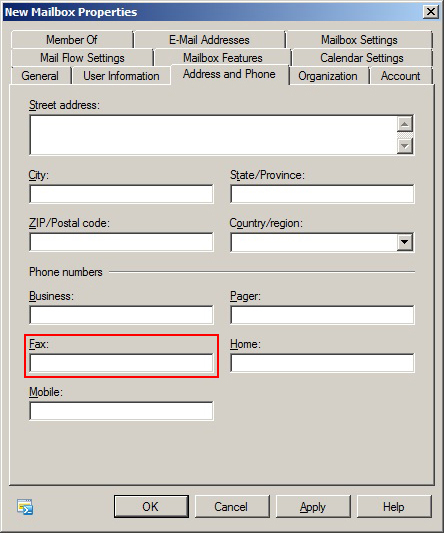 New Mailbox Properties
Member Of E-Mail Addresses Mailbox Settings
Mail Flow Settings Mailbox Features Calendar Settings
General User Information Address and Phone Organization Account
Street address:
City: State/Province:
ZIP/Postal code: Country/region:
Phone numbers
Business: Pager:
Fax: Home:
Mobile:
OK Cancel Apply Help